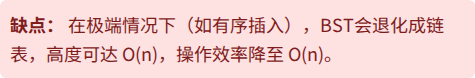 缺点： 在极端情况下（如有序插入），BST会退化成链
表，高度可达 O(n)，操作效率降至 O(n)。